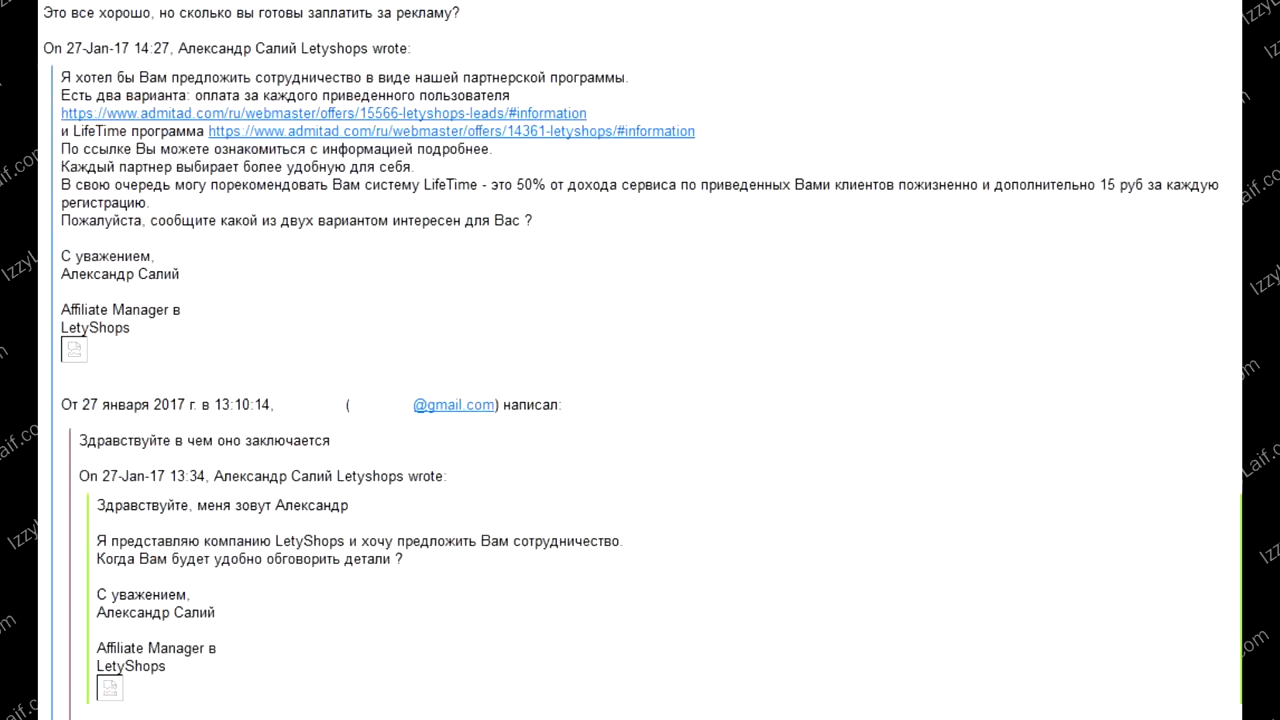 Это все хорошо, но сколько вы готовы заплатить за рекламу?
On 27-Jan-17 14:27, Александр Салий Letyshops wrote:
Я хотел бы Вам предложить сотрудничество в виде нашей партнерской программы.
Есть два варианта: оплата за каждого приведенного пользователя
https://www.admitad.com/ru/webmaster/offers/15566-letyshops-leads/#information
и LifeTime программа https://www.admitad.com/ru/webmaster/offers/14361-letyshops/#information
По ссылке Вы можете ознакомиться с информацией подробнее.
Каждый партнер выбирает более удобную для себя.
В свою очередь могу порекомендовать Вам систему LifeTime - это 50% от дохода сервиса по приведенных Вами клиентов пожизненно и дополнительно 15 руб за каждую
регистрацию.
Пожалуйста, сообщите какой из двух вариантом интересен для Вас ?
С уважением,
Александр Салий
Affiliate Manager в
LetyShops
От 27 января 2017 г. в 13:10:14, ( @gmail.com) написал:
Здравствуйте в чем оно заключается
On 27-Jan-17 13:34, Александр Салий Letyshops wrote:
Здравствуйте, меня зовут Александр
Я представляю компанию LetyShops и хочу предложить Вам сотрудничество.
Когда Вам будет удобно обговорить детали ?
С уважением,
Александр Салий
Affiliate Manager в
LetyShops